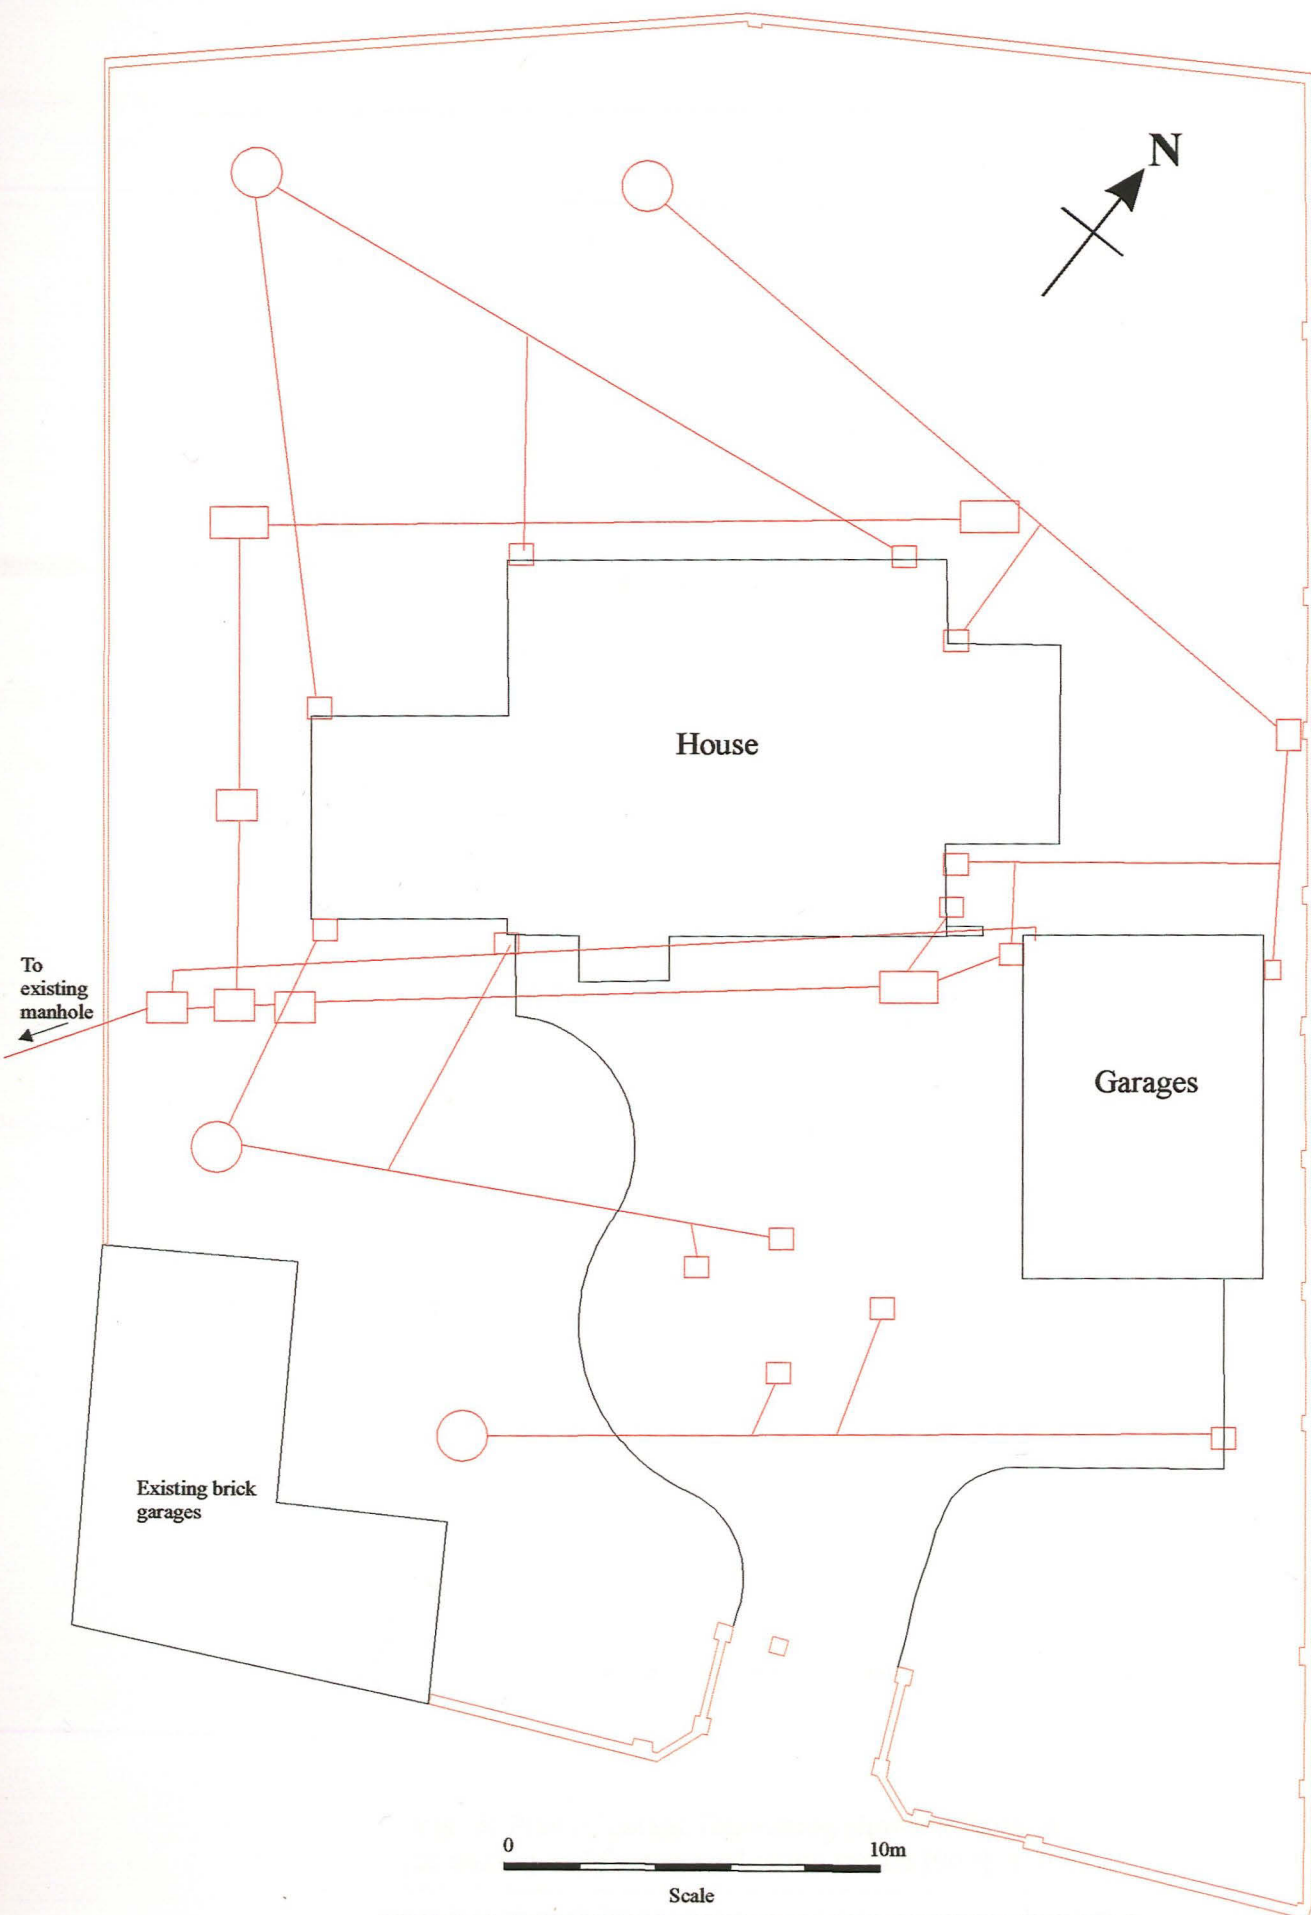 N
House
To
existing
manhole
Garages
Existing brick
garages
0
10m
Scale